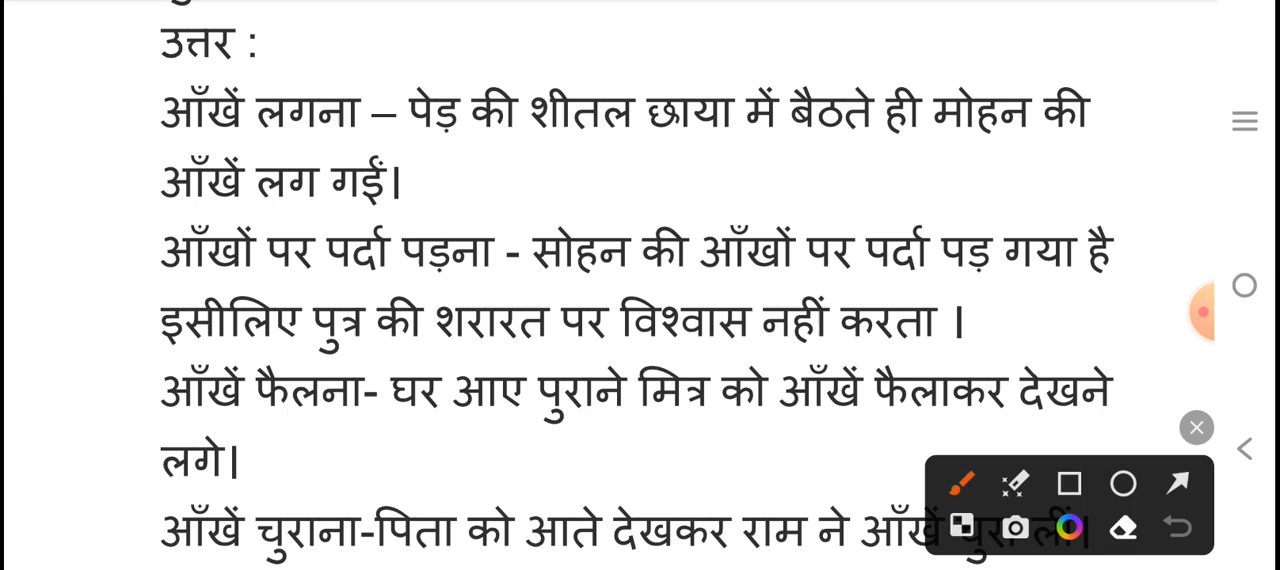 उत्तर :
आँखें लगना – पेड़ की शीतल छाया में बैठते ही मोहन की
आँखें लग गईं।
आँखों पर पर्दा पड़ना - सोहन की आँखों पर पर्दा पड़ गया है
इसीलिए पुत्र की शरारत पर विश्वास नहीं करता ।
आँखें फैलना- घर आए पुराने मित्र को आँखें फैलाकर देखने
लगे।
आँखें चुराना-पिता को आते देखकर राम ने आँखें चुरा लीं।